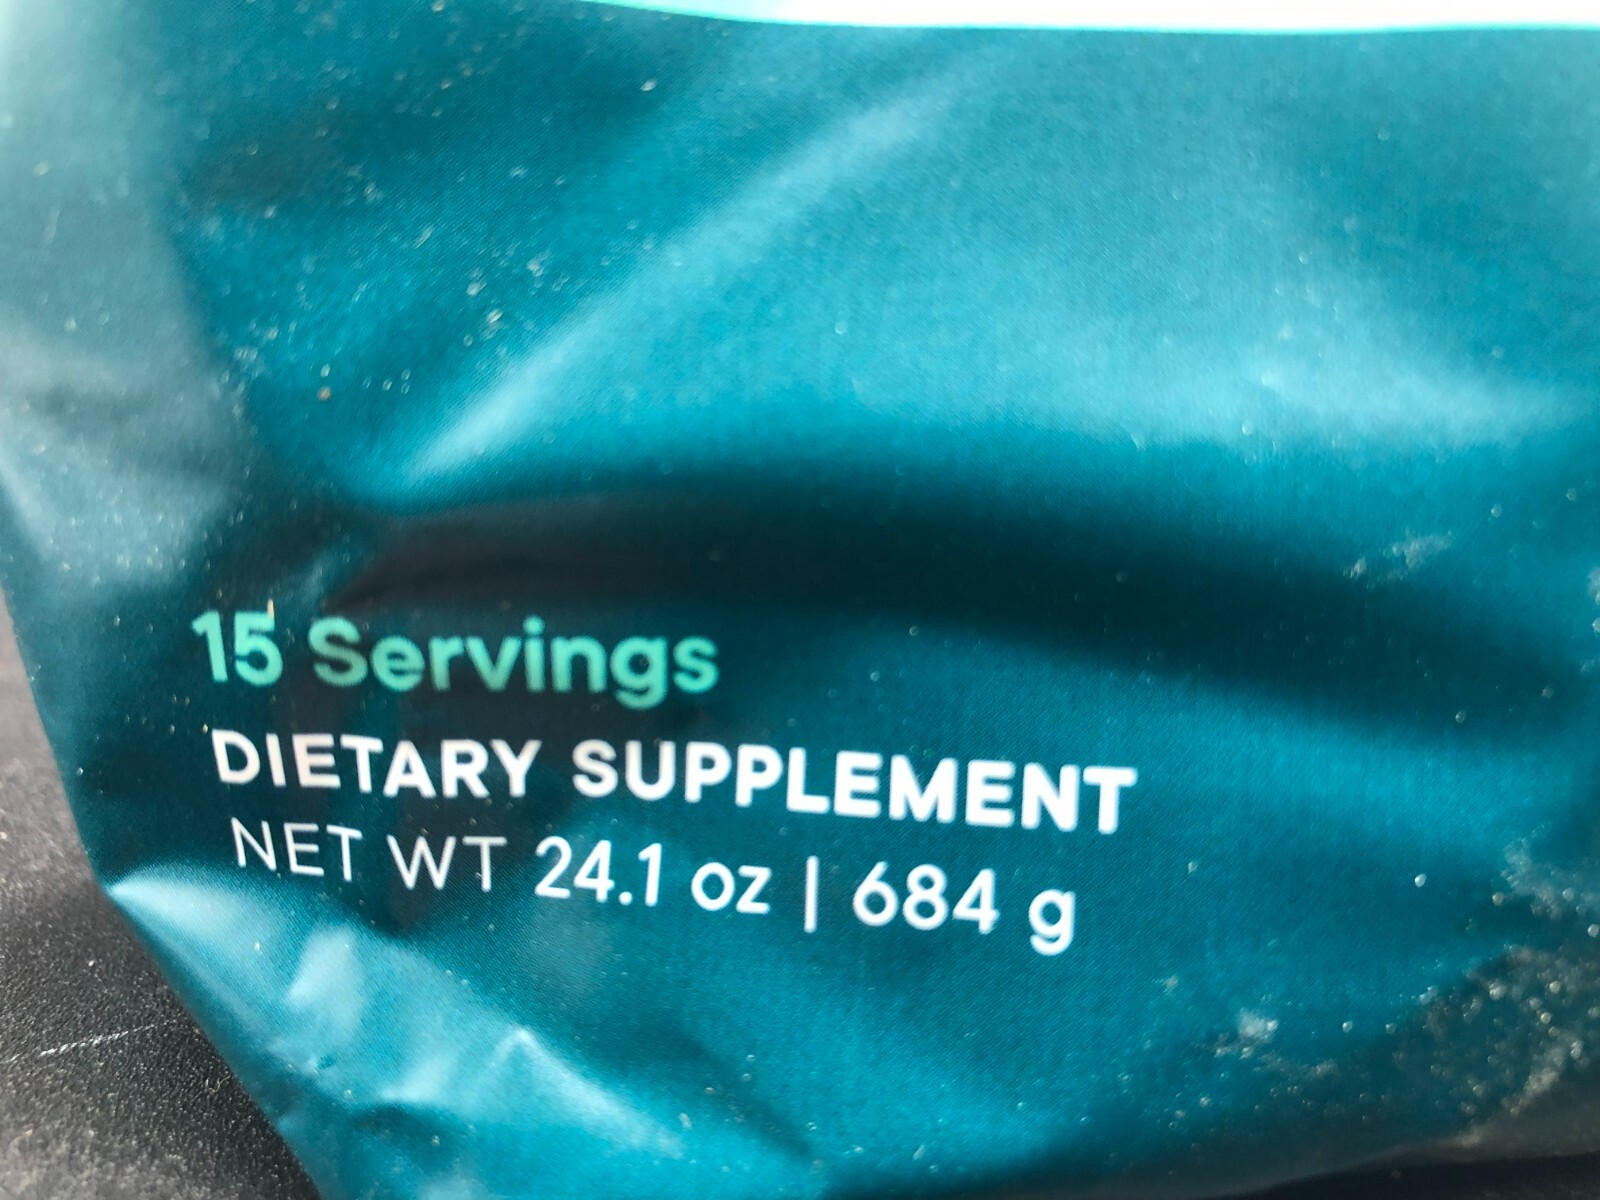 15 Servings
DIETARY SUPPLEMENT
NET WT 24.1 oz | 684 g